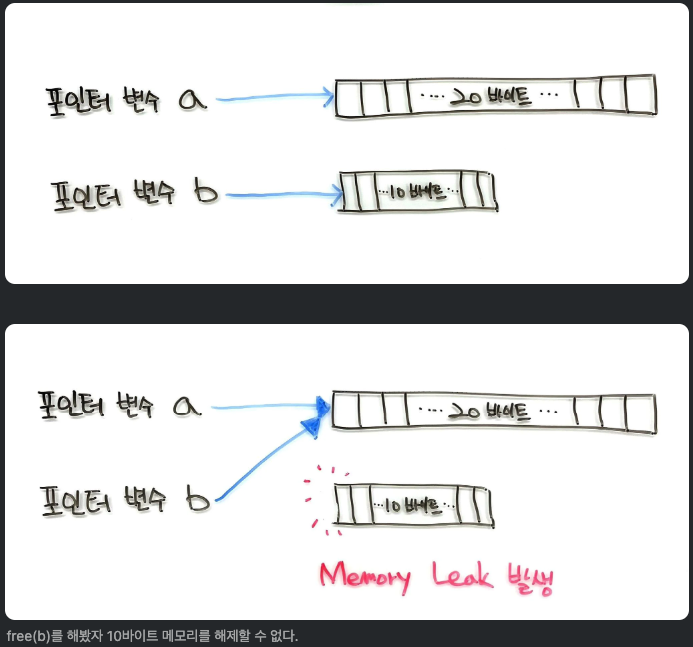 포인터 변수 a
···· 20 바이트 ···
포인터 변수 b
···10 바이트···
포인터 변수 a
···· 20 바이트 ···
포인터 변수 b
···10 바이트···
Memory Leak 발생
free(b)를 해봤자 10바이트 메모리를 해제할 수 없다.